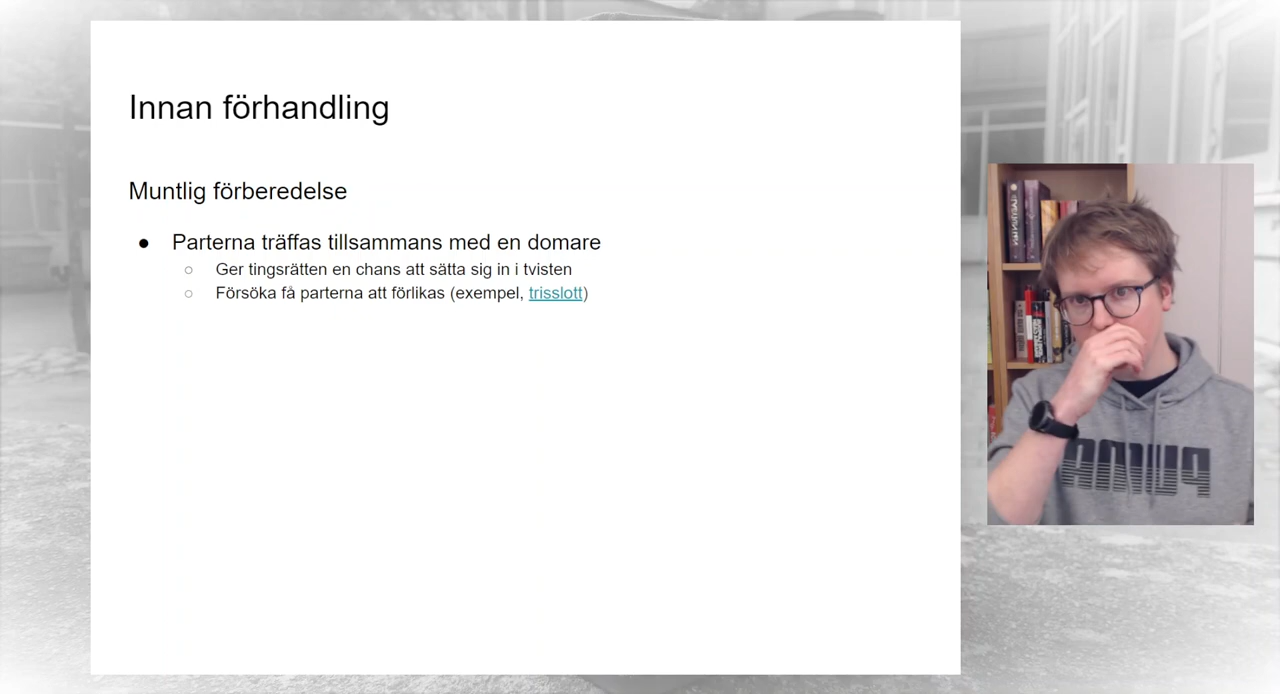 Innan förhandling
Muntlig förberedelse
● Parterna träffas tillsammans med en domare
○ Ger tingsrätten en chans att sätta sig in i tvisten
○ Försöka få parterna att förlikas (exempel, trisslott)